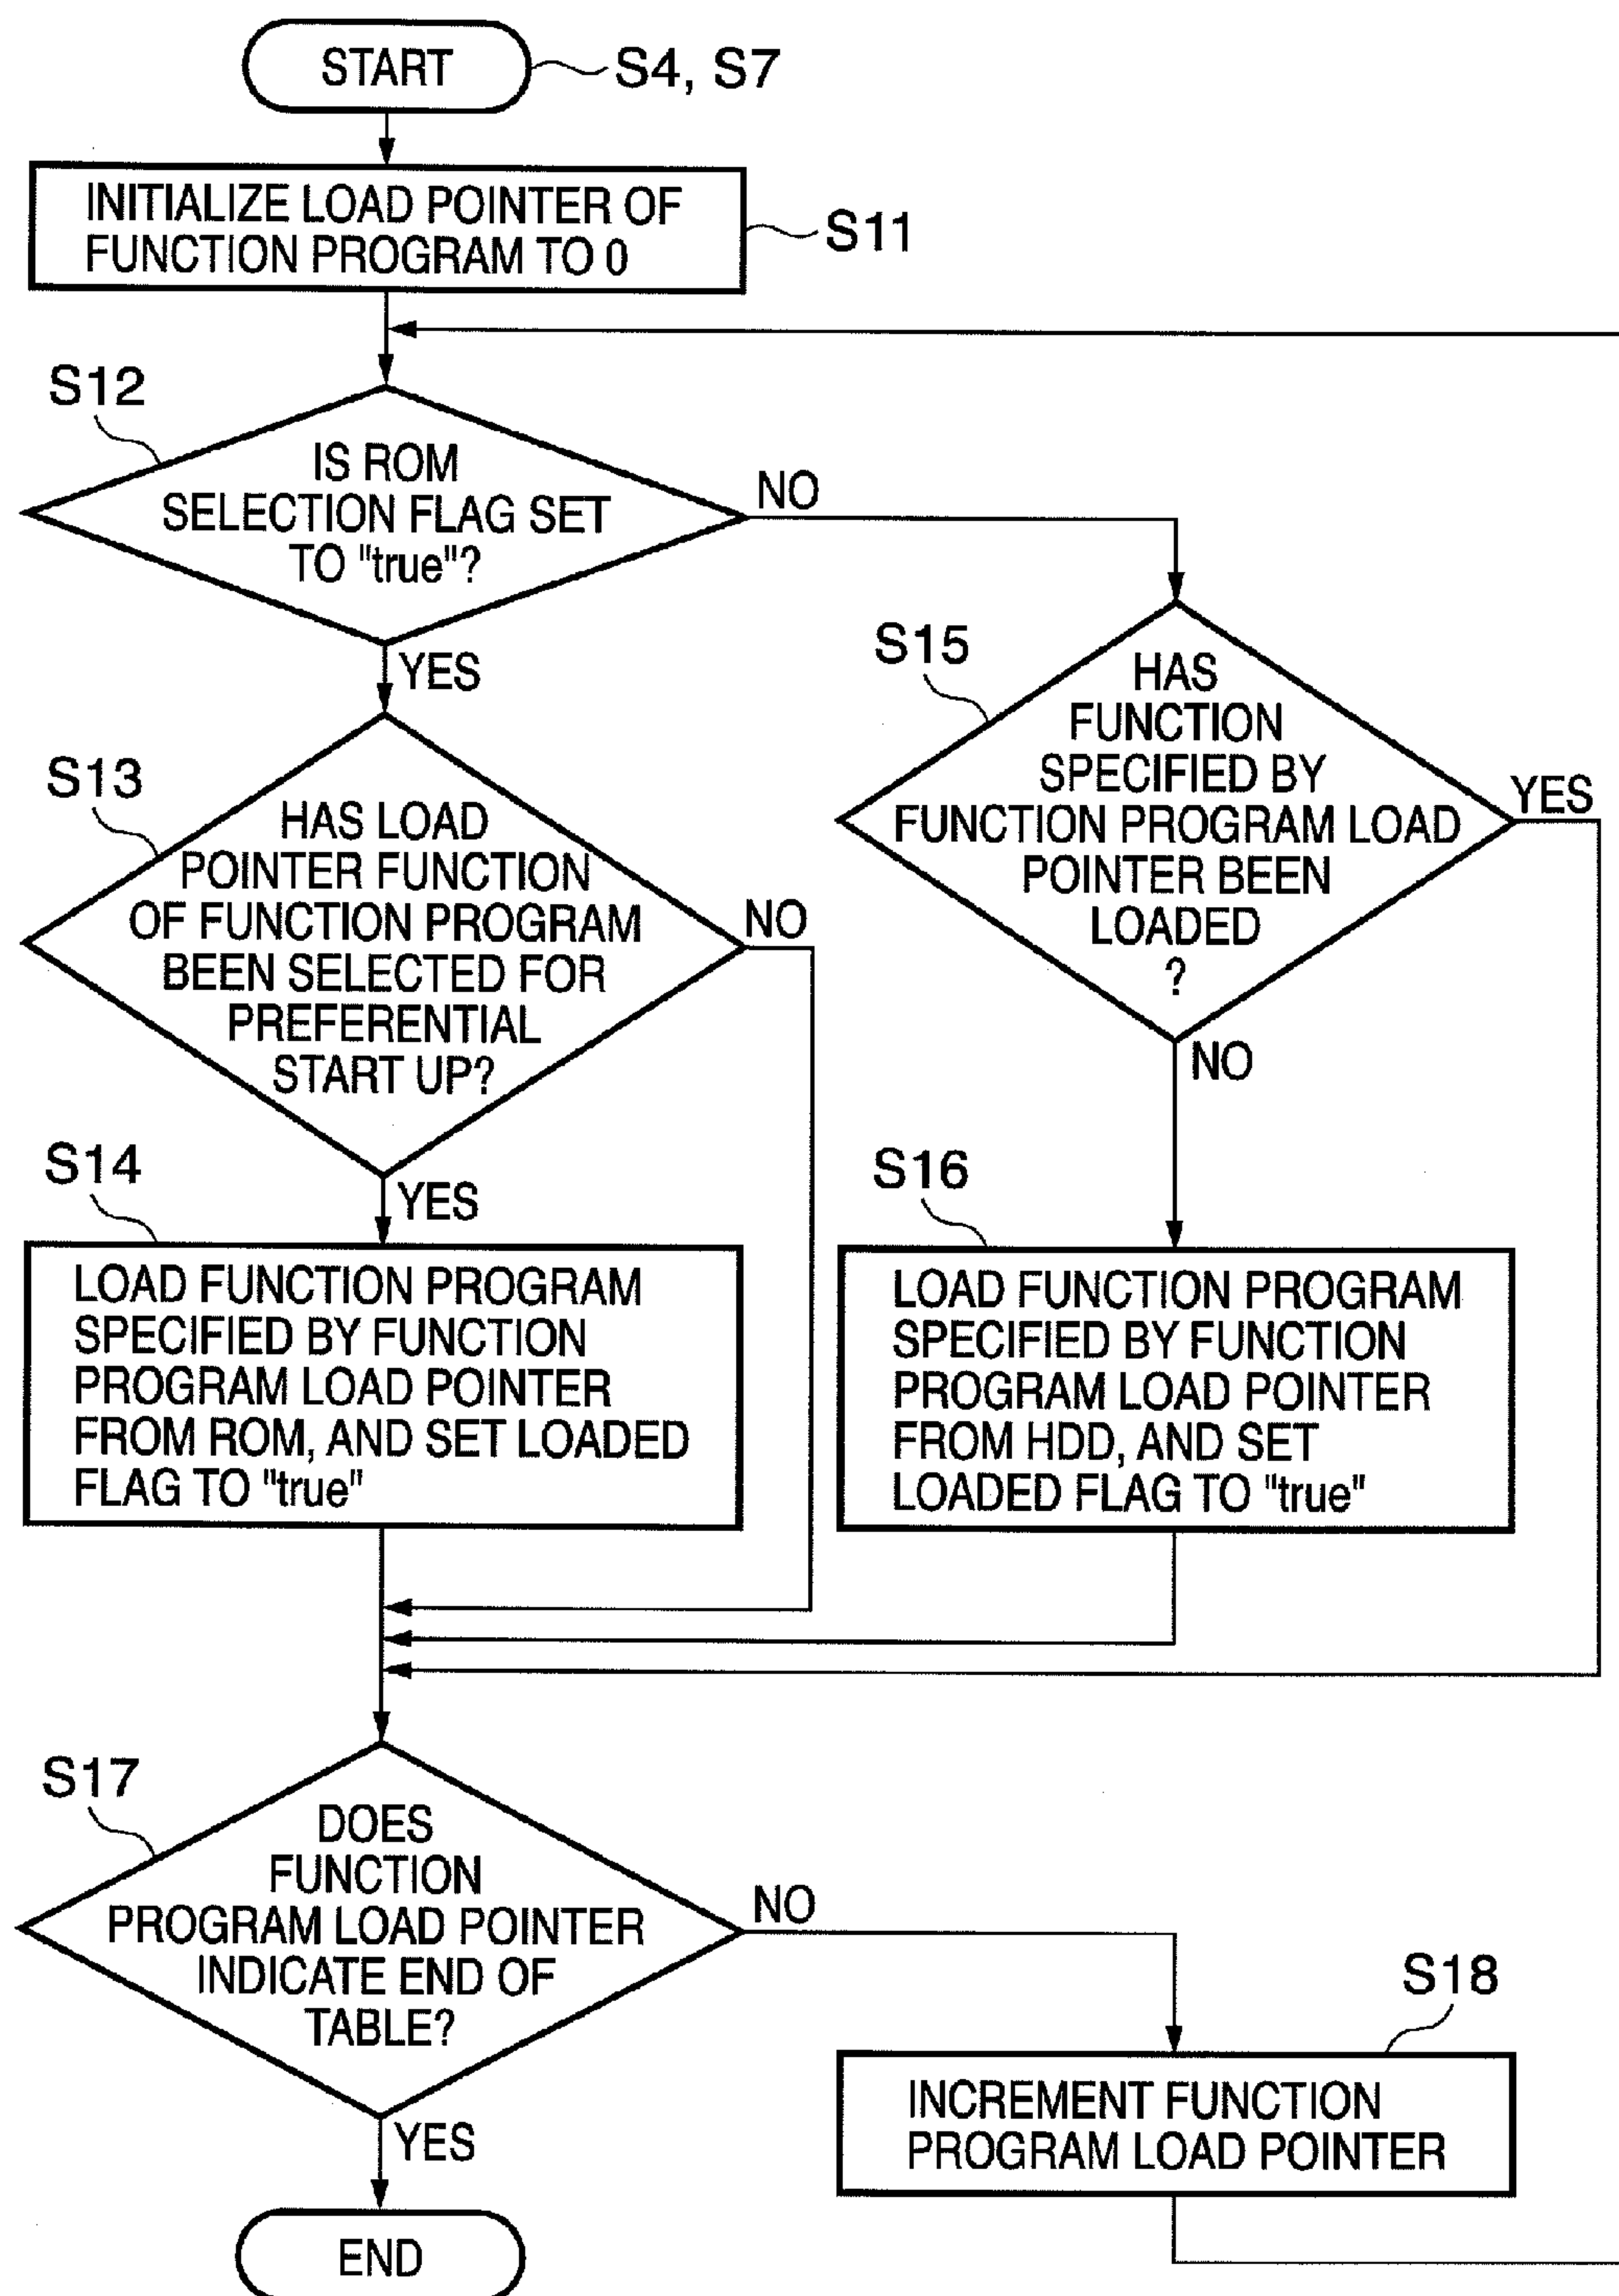 START
S4, S7
INITIALIZE LOAD POINTER OF
FUNCTION PROGRAM TO 0
S11
S12
IS ROM
SELECTION FLAG SET
TO "true"?
NO
YES
S13
HAS LOAD
POINTER FUNCTION
OF FUNCTION PROGRAM
BEEN SELECTED FOR
PREFERENTIAL
START UP?
NO
YES
S15
HAS
FUNCTION
SPECIFIED BY
FUNCTION PROGRAM LOAD
POINTER BEEN
LOADED
?
YES
NO
S14
LOAD FUNCTION PROGRAM
SPECIFIED BY FUNCTION
PROGRAM LOAD POINTER
FROM ROM, AND SET LOADED
FLAG TO "true"
S16
LOAD FUNCTION PROGRAM
SPECIFIED BY FUNCTION
PROGRAM LOAD POINTER
FROM HDD, AND SET
LOADED FLAG TO "true"
S17
DOES
FUNCTION
PROGRAM LOAD POINTER
INDICATE END OF
TABLE?
NO
YES
S18
INCREMENT FUNCTION
PROGRAM LOAD POINTER
END